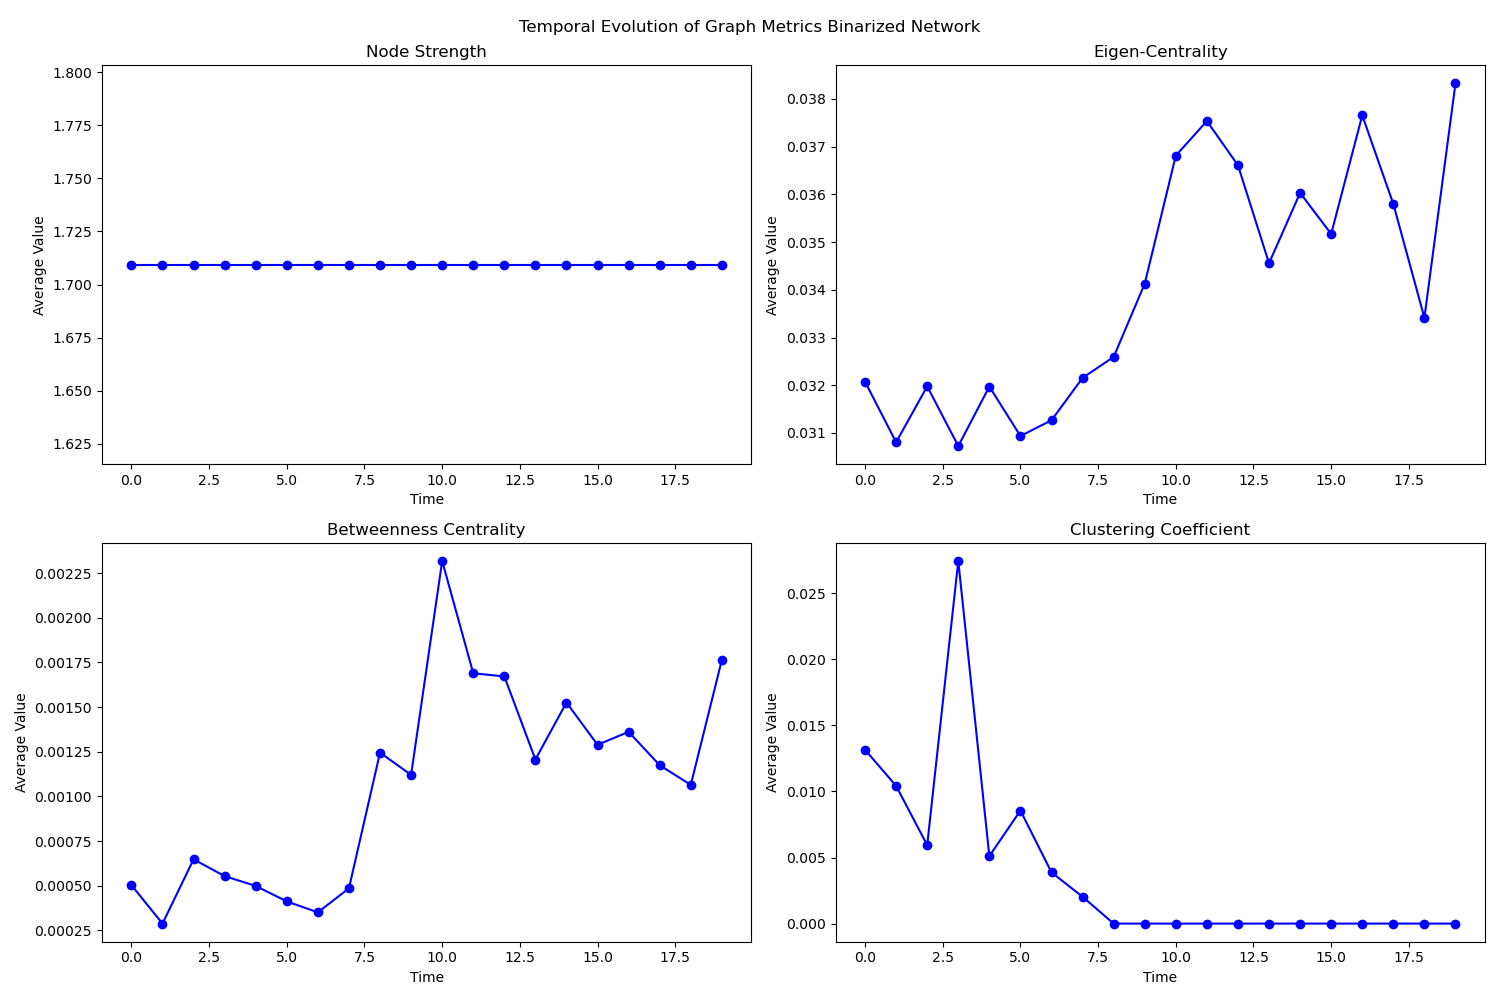 Temporal Evolution of Graph Metrics Binarized Network
Node Strength
1.800
1.775
1.750
1.725
1.700
1.675
1.650
1.625
Average Value
0.0 2.5 5.0 7.5 10.0 12.5 15.0 17.5
Time
Eigen-Centrality
0.038
0.037
0.036
0.035
0.034
0.033
0.032
0.031
Average Value
0.0 2.5 5.0 7.5 10.0 12.5 15.0 17.5
Time
Betweenness Centrality
0.00225
0.00200
0.00175
0.00150
0.00125
0.00100
0.00075
0.00050
0.00025
Average Value
0.0 2.5 5.0 7.5 10.0 12.5 15.0 17.5
Time
Clustering Coefficient
0.025
0.020
0.015
0.010
0.005
0.000
Average Value
0.0 2.5 5.0 7.5 10.0 12.5 15.0 17.5
Time